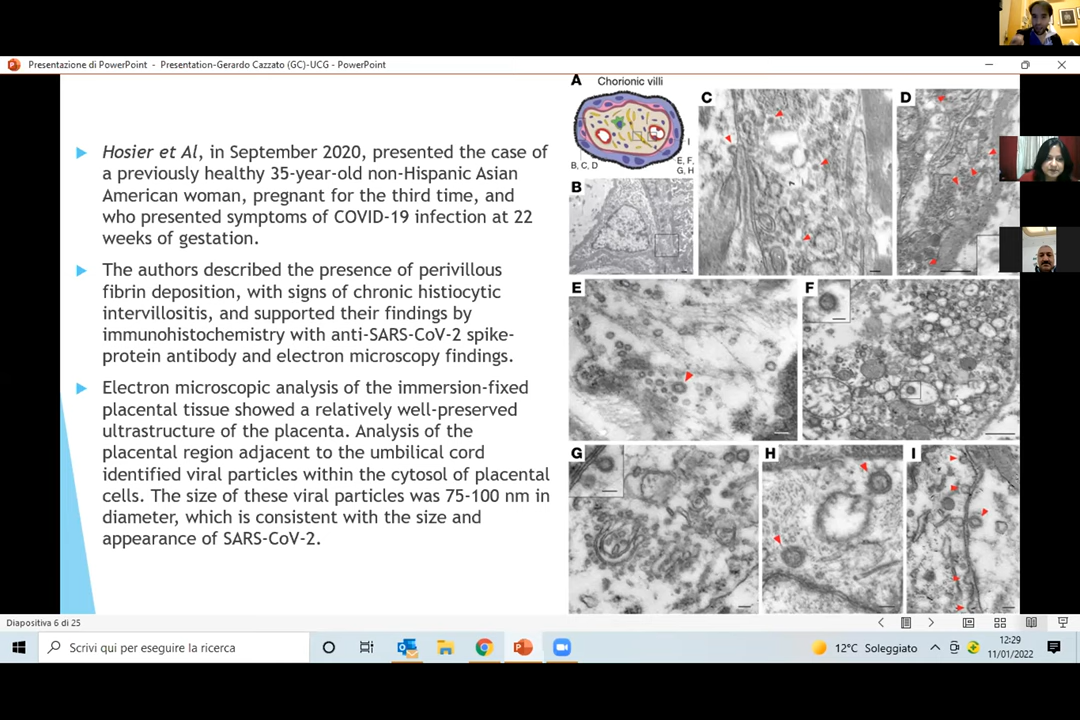 Presentazione di PowerPoint - Presentation-Gerardo Cazzato (GC)-UCG - PowerPoint
▶ Hosier et Al, in September 2020, presented the case of
a previously healthy 35-year-old non-Hispanic Asian
American woman, pregnant for the third time, and
who presented symptoms of COVID-19 infection at 22
weeks of gestation.
▶ The authors described the presence of perivillous
fibrin deposition, with signs of chronic histiocytic
intervillositis, and supported their findings by
immunohistochemistry with anti-SARS-CoV-2 spike-
protein antibody and electron microscopy findings.
▶ Electron microscopic analysis of the immersion-fixed
placental tissue showed a relatively well-preserved
ultrastructure of the placenta. Analysis of the
placental region adjacent to the umbilical cord
identified viral particles within the cytosol of placental
cells. The size of these viral particles was 75-100 nm in
diameter, which is consistent with the size and
appearance of SARS-CoV-2.
A Chorionic villi
I
B, C, D
E, F,
G, H
B
C
D
E
F
G
H
I
Diapositiva 6 di 25
Scrivi qui per eseguire la ricerca
12°C Soleggiato
12:29
11/01/2022